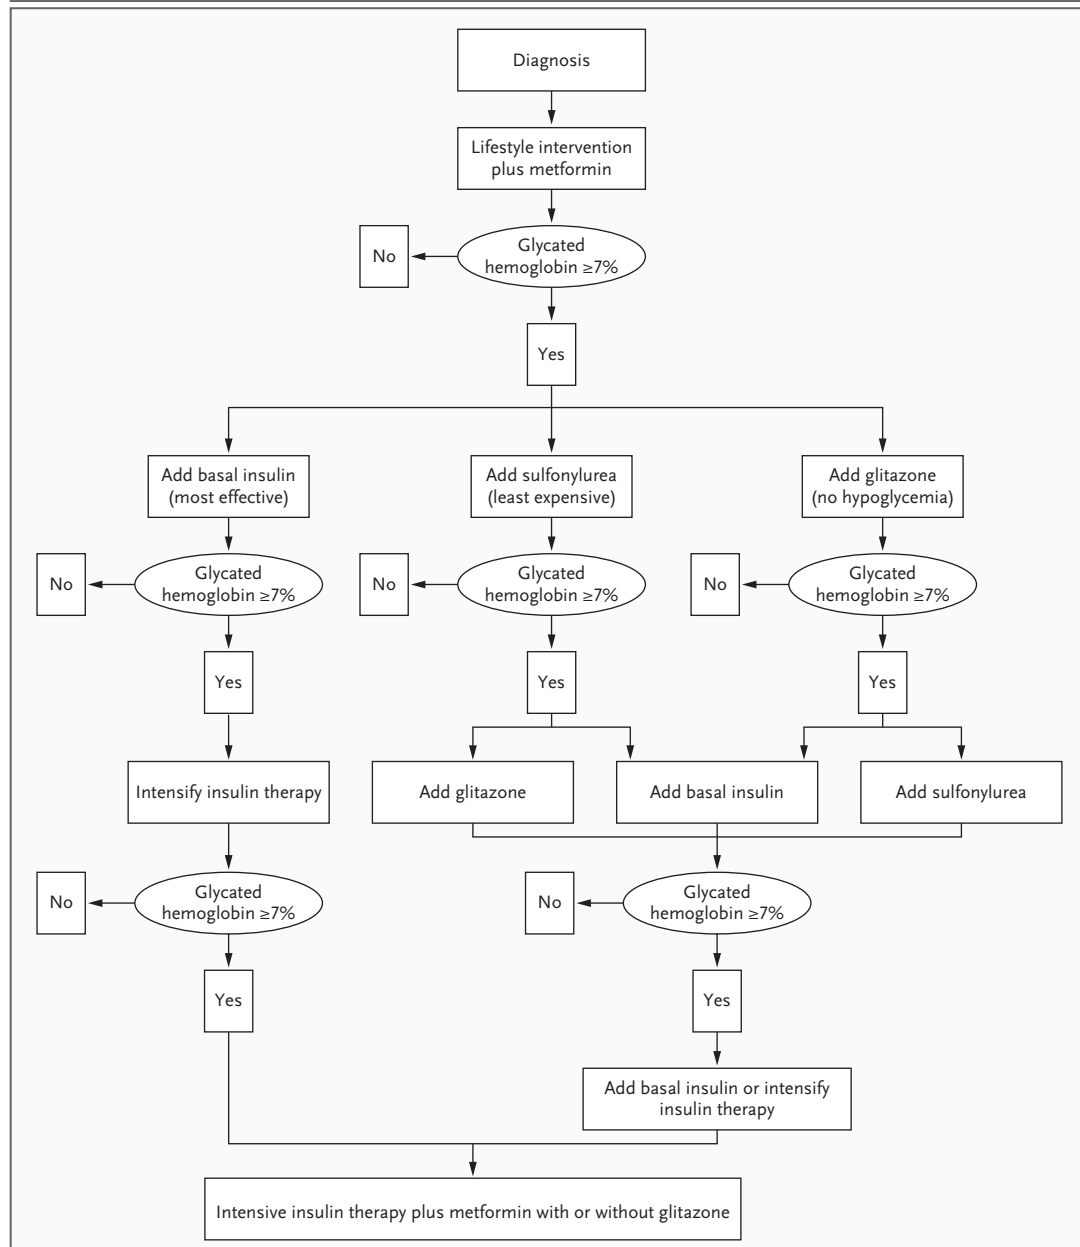 Diagnosis
Lifestyle intervention
plus metformin
Glycated
hemoglobin ≥7%
No
Yes
Add basal insulin
(most effective)
Add sulfonylurea
(least expensive)
Add glitazone
(no hypoglycemia)
No
Glycated
hemoglobin ≥7%
No
Glycated
hemoglobin ≥7%
No
Glycated
hemoglobin ≥7%
Yes
Yes
Yes
Intensify insulin therapy
Add glitazone
Add basal insulin
Add sulfonylurea
No
Glycated
hemoglobin ≥7%
No
Glycated
hemoglobin ≥7%
Yes
Yes
Add basal insulin or intensify
insulin therapy
Intensive insulin therapy plus metformin with or without glitazone